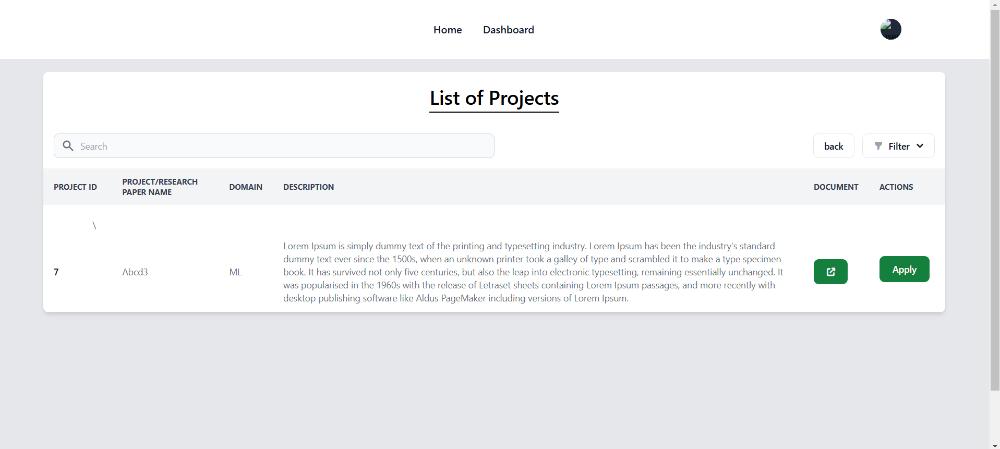 Home Dashboard
user
List of Projects
Search
back Filter
PROJECT ID PROJECT/RESEARCH PAPER NAME DOMAIN DESCRIPTION DOCUMENT ACTIONS
\
7 Abcd3 ML
Lorem Ipsum is simply dummy text of the printing and typesetting industry. Lorem Ipsum has been the industry's standard
dummy text ever since the 1500s, when an unknown printer took a galley of type and scrambled it to make a type specimen
book. It has survived not only five centuries, but also the leap into electronic typesetting, remaining essentially unchanged. It
was popularised in the 1960s with the release of Letraset sheets containing Lorem Ipsum passages, and more recently with
desktop publishing software like Aldus PageMaker including versions of Lorem Ipsum.
Apply